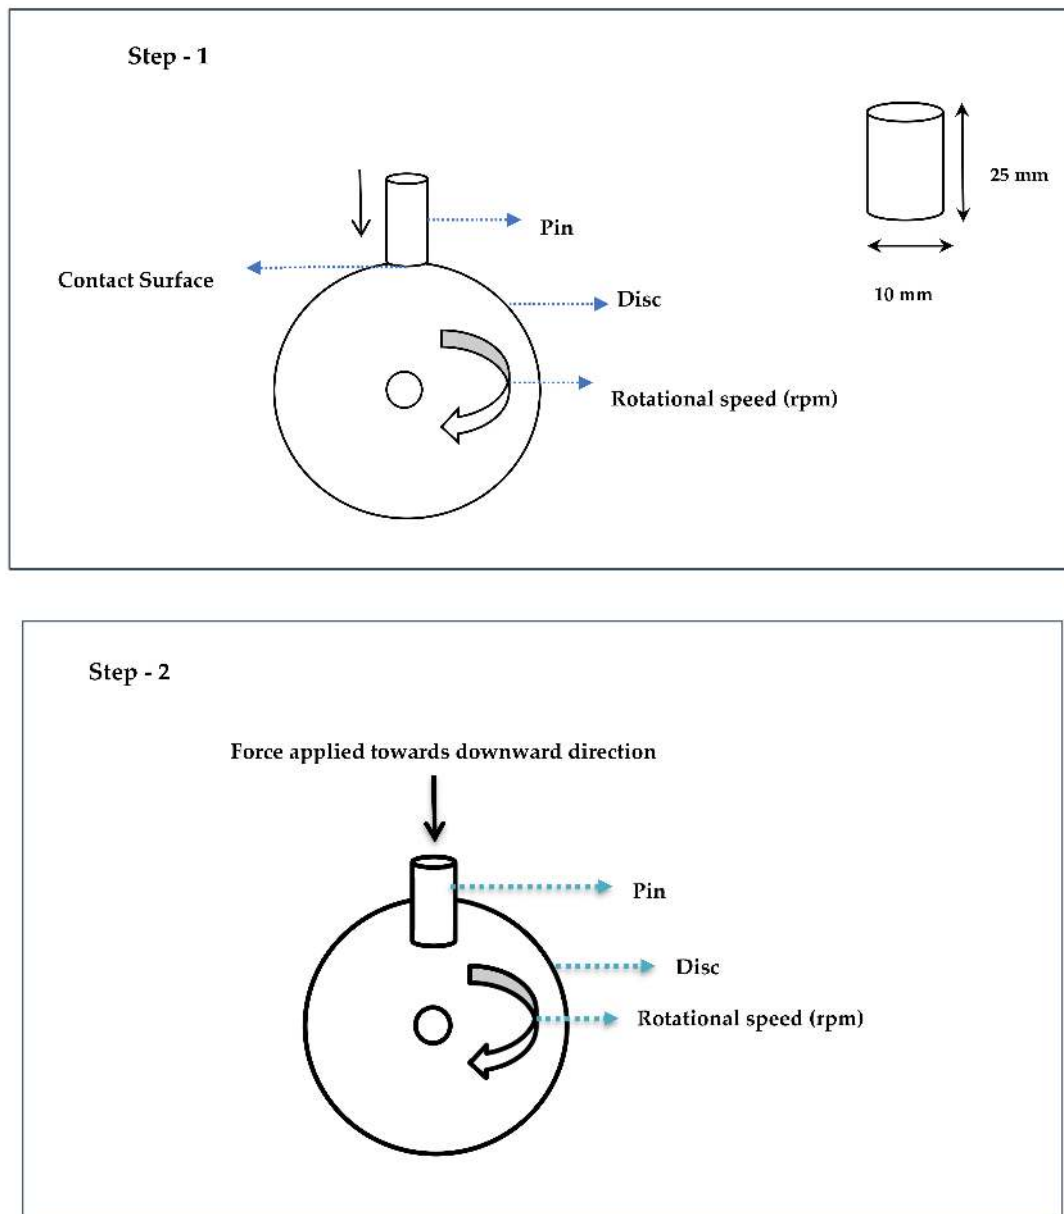 Step - 1
25 mm
Pin
Contact Surface
Disc
10 mm
Rotational speed (rpm)
Step - 2
Force applied towards downward direction
Pin
Disc
Rotational speed (rpm)